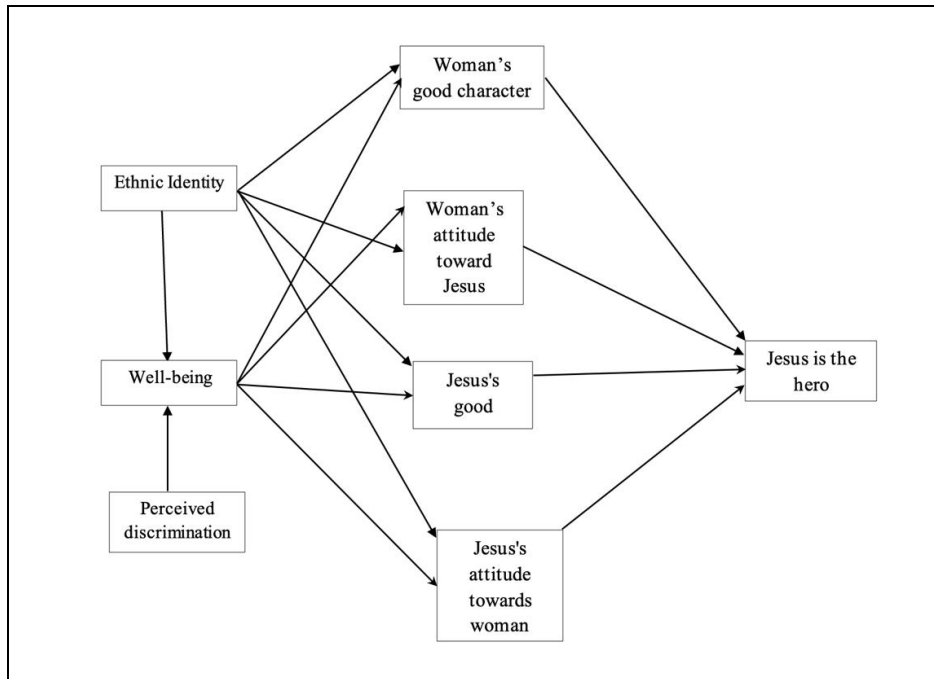 Woman’s
good character
Ethnic Identity
Woman’s
attitude
toward
Jesus
Well-being
Jesus's
good
Jesus is the
hero
Perceived
discrimination
Jesus's
attitude
towards
woman